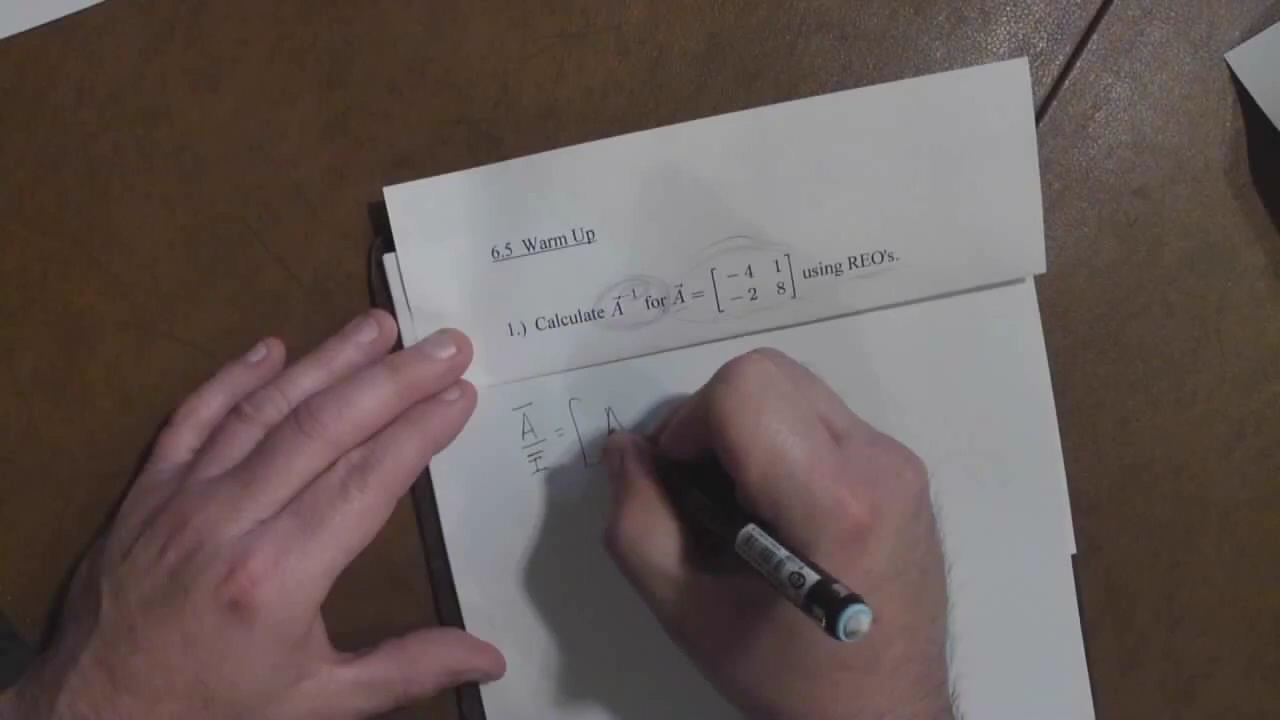 6.5 Warm Up
1.) Calculate A⃗⁻¹ for A⃗ = [ -4 1 ; -2 8 ] using REO's.
A̅ = [ A
I̅